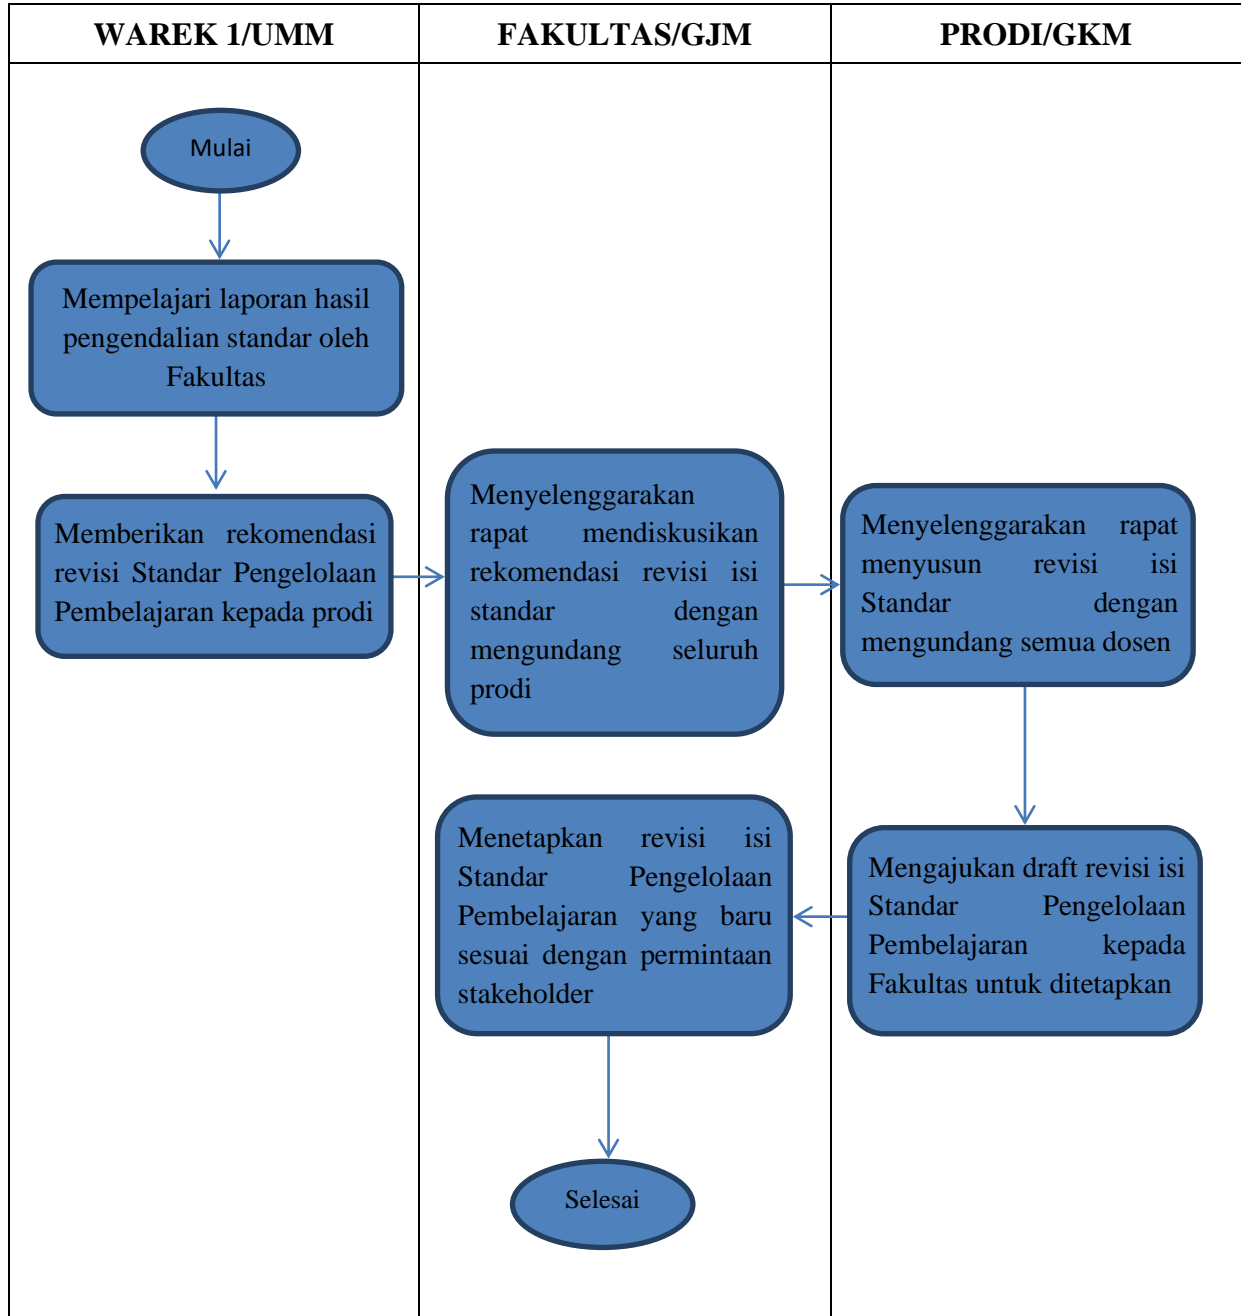 WAREK 1/UMM
FAKULTAS/GJM
PRODI/GKM
Mulai
Mempelajari laporan hasil
pengendalian standar oleh
Fakultas
Memberikan rekomendasi
revisi Standar Pengelolaan
Pembelajaran kepada prodi
Menyelenggarakan
rapat mendiskusikan
rekomendasi revisi isi
standar dengan
mengundang seluruh
prodi
Menyelenggarakan rapat
menyusun revisi isi
Standar dengan
mengundang semua dosen
Mengajukan draft revisi isi
Standar Pengelolaan
Pembelajaran kepada
Fakultas untuk ditetapkan
Menetapkan revisi isi
Standar Pengelolaan
Pembelajaran yang baru
sesuai dengan permintaan
stakeholder
Selesai